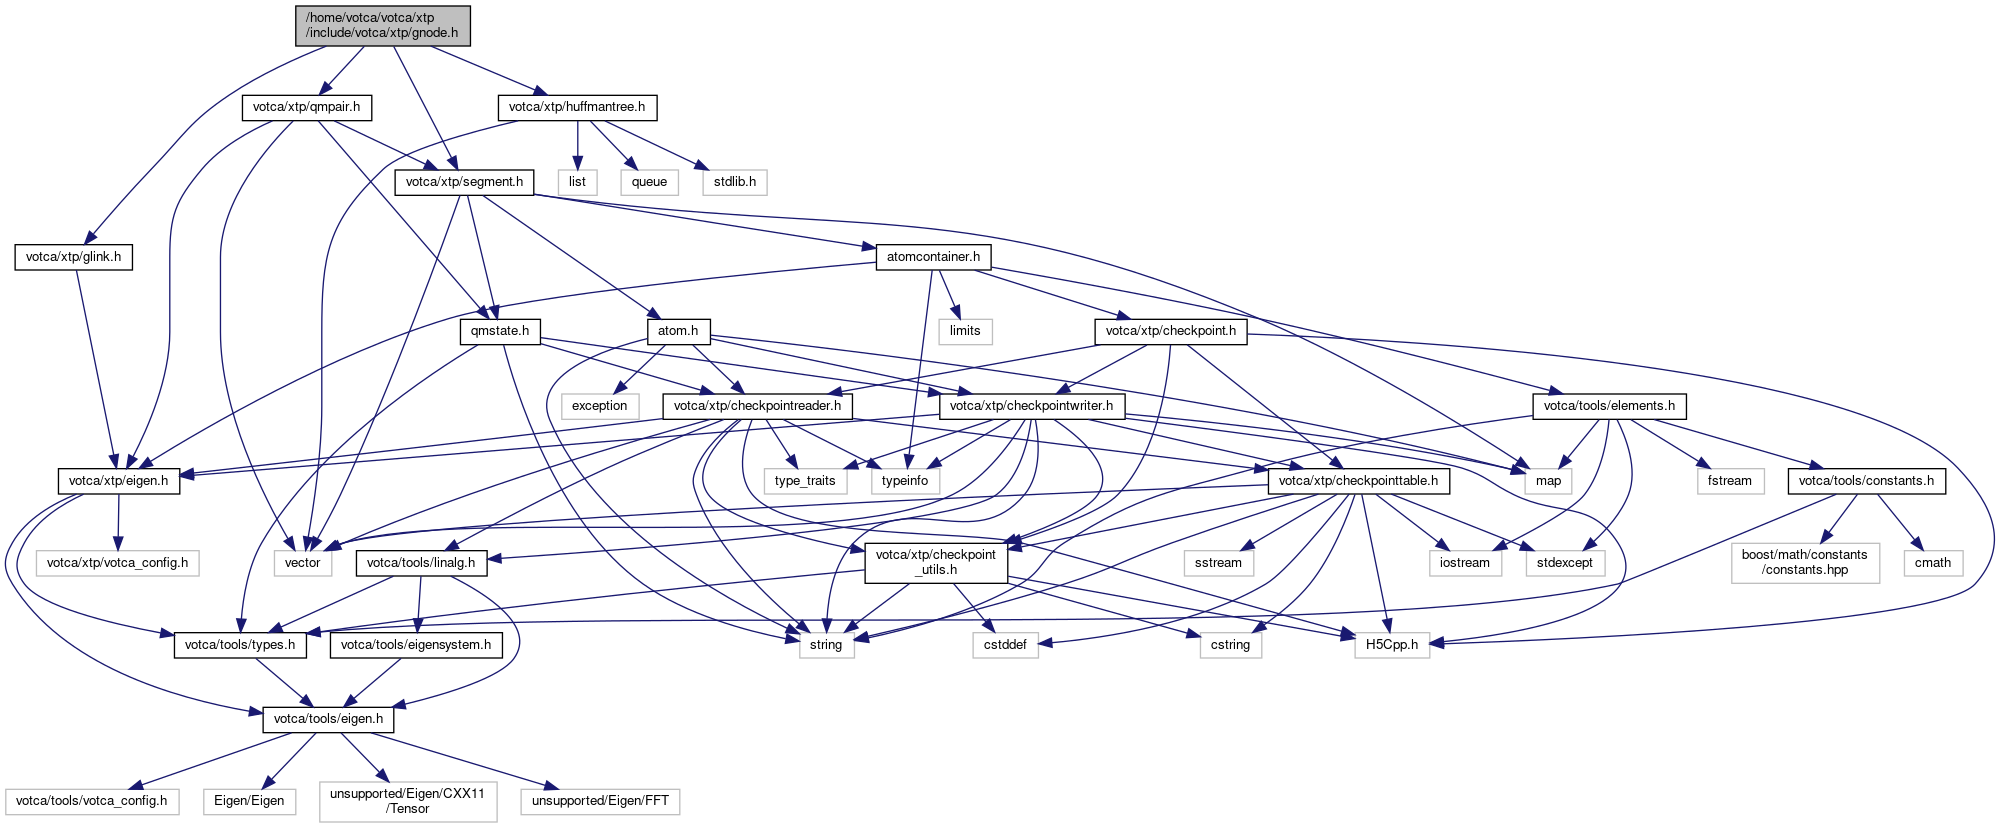 /home/votca/votca/xtp
/include/votca/xtp/gnode.h
votca/xtp/qmpair.h
votca/xtp/huffmantree.h
votca/xtp/segment.h
list
queue
stdlib.h
votca/xtp/glink.h
atomcontainer.h
qmstate.h
atom.h
limits
votca/xtp/checkpoint.h
exception
votca/xtp/checkpointreader.h
votca/xtp/checkpointwriter.h
votca/tools/elements.h
votca/xtp/eigen.h
type_traits
typeinfo
votca/xtp/checkpointtable.h
map
fstream
votca/tools/constants.h
votca/xtp/votca_config.h
vector
votca/tools/linalg.h
votca/xtp/checkpoint
_utils.h
sstream
iostream
stdexcept
boost/math/constants
/constants.hpp
cmath
votca/tools/types.h
votca/tools/eigensystem.h
string
cstddef
cstring
H5Cpp.h
votca/tools/eigen.h
votca/tools/votca_config.h
Eigen/Eigen
unsupported/Eigen/CXX11
/Tensor
unsupported/Eigen/FFT